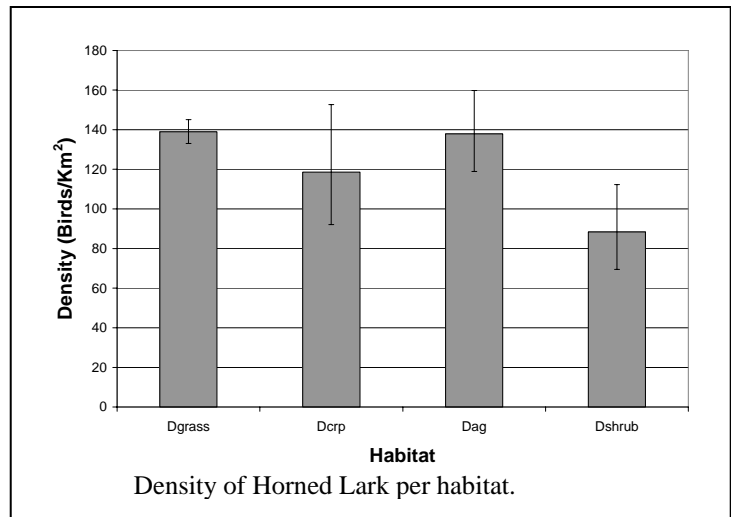 180
160
140
120
100
80
60
40
20
0
Density (Birds/Km²)
Dgrass Dcrp Dag Dshrub
Habitat
Density of Horned Lark per habitat.